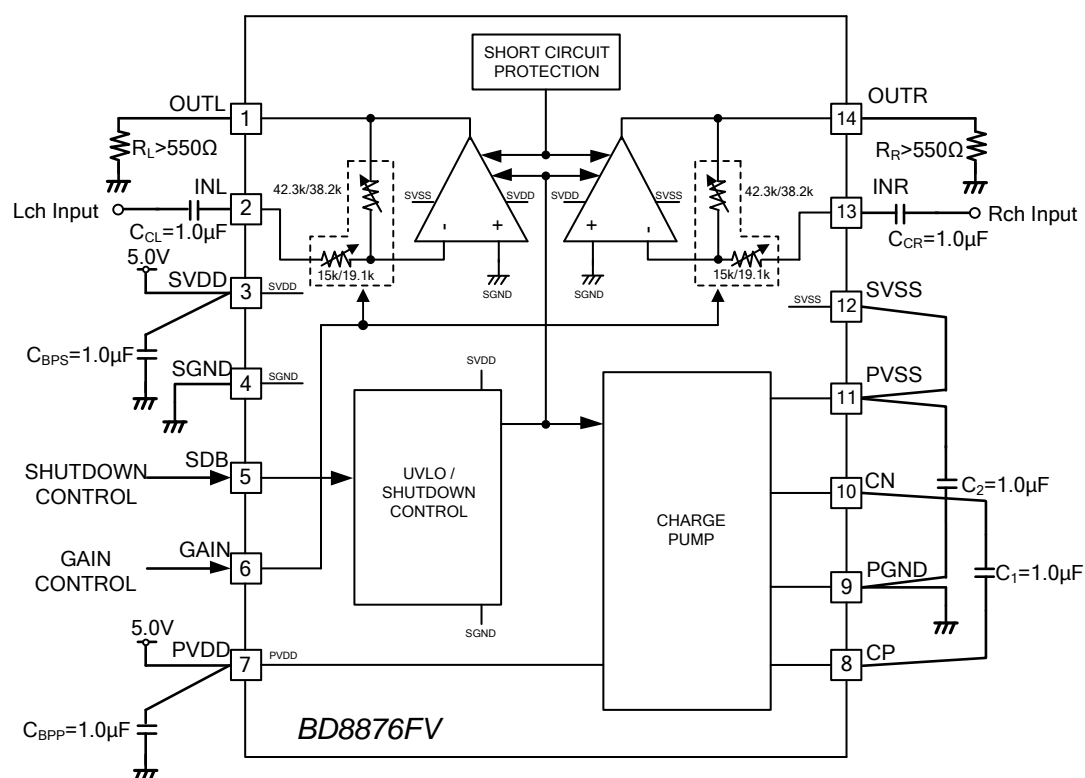 SHORT CIRCUIT
PROTECTION
OUTL
1
14
OUTR
RL>550Ω
RR>550Ω
42.3k/38.2k
SVSS
SVDD
SVDD
SVSS
42.3k/38.2k
INL
2
Lch Input
CCL=1.0µF
-
+
+
-
INR
13
Rch Input
CCR=1.0µF
15k/19.1k
15k/19.1k
SGND
SGND
5.0V
SVDD
3
SVDD
SVSS
12
SVSS
CBPS=1.0µF
SGND
4
SGND
SVDD
PVSS
11
SHUTDOWN
CONTROL
SDB
5
UVLO /
SHUTDOWN
CONTROL
CHARGE
PUMP
10
CN
C2=1.0µF
GAIN
CONTROL
GAIN
6
PGND
9
C1=1.0µF
SGND
5.0V
PVDD
7
PVDD
8
CP
CBPP=1.0µF
BD8876FV